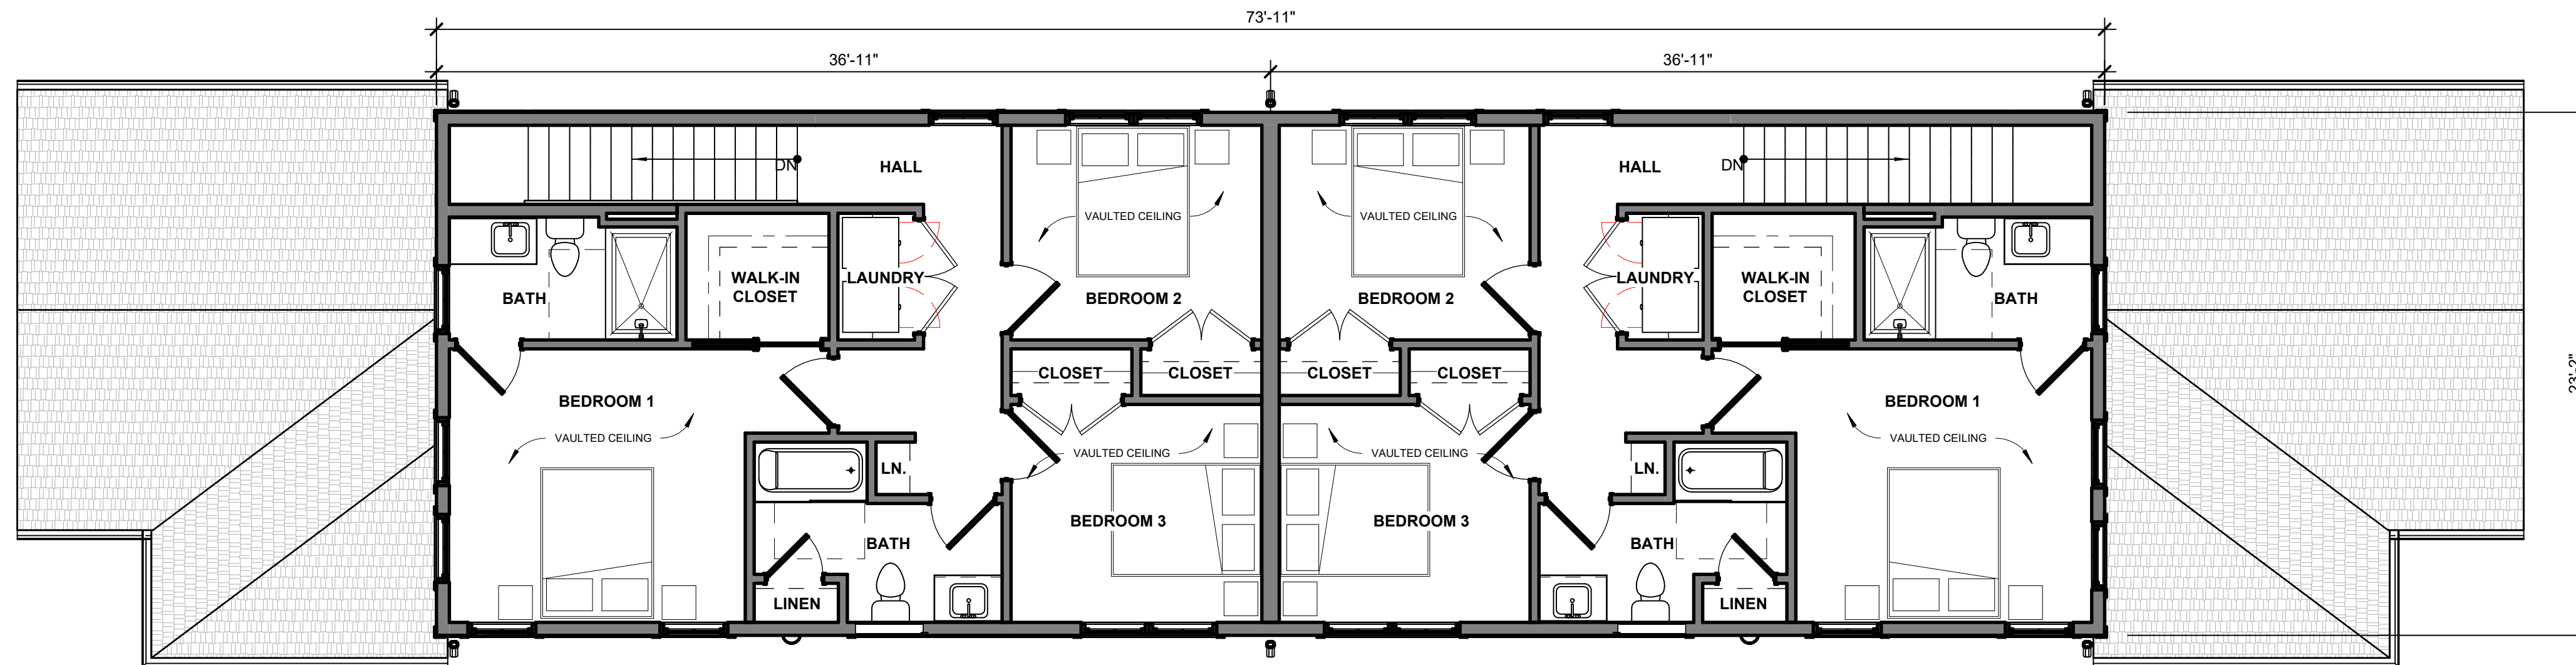 73'-11"
36'-11"
36'-11"
DN
HALL
HALL
DN
VAULTED CEILING
VAULTED CEILING
BATH
WALK-IN
CLOSET
LAUNDRY
BEDROOM 2
BEDROOM 2
LAUNDRY
WALK-IN
CLOSET
BATH
23'-2"
CLOSET
CLOSET
CLOSET
CLOSET
BEDROOM 1
BEDROOM 1
VAULTED CEILING
VAULTED CEILING
VAULTED CEILING
VAULTED CEILING
LN.
LN.
BEDROOM 3
BEDROOM 3
BATH
BATH
LINEN
LINEN